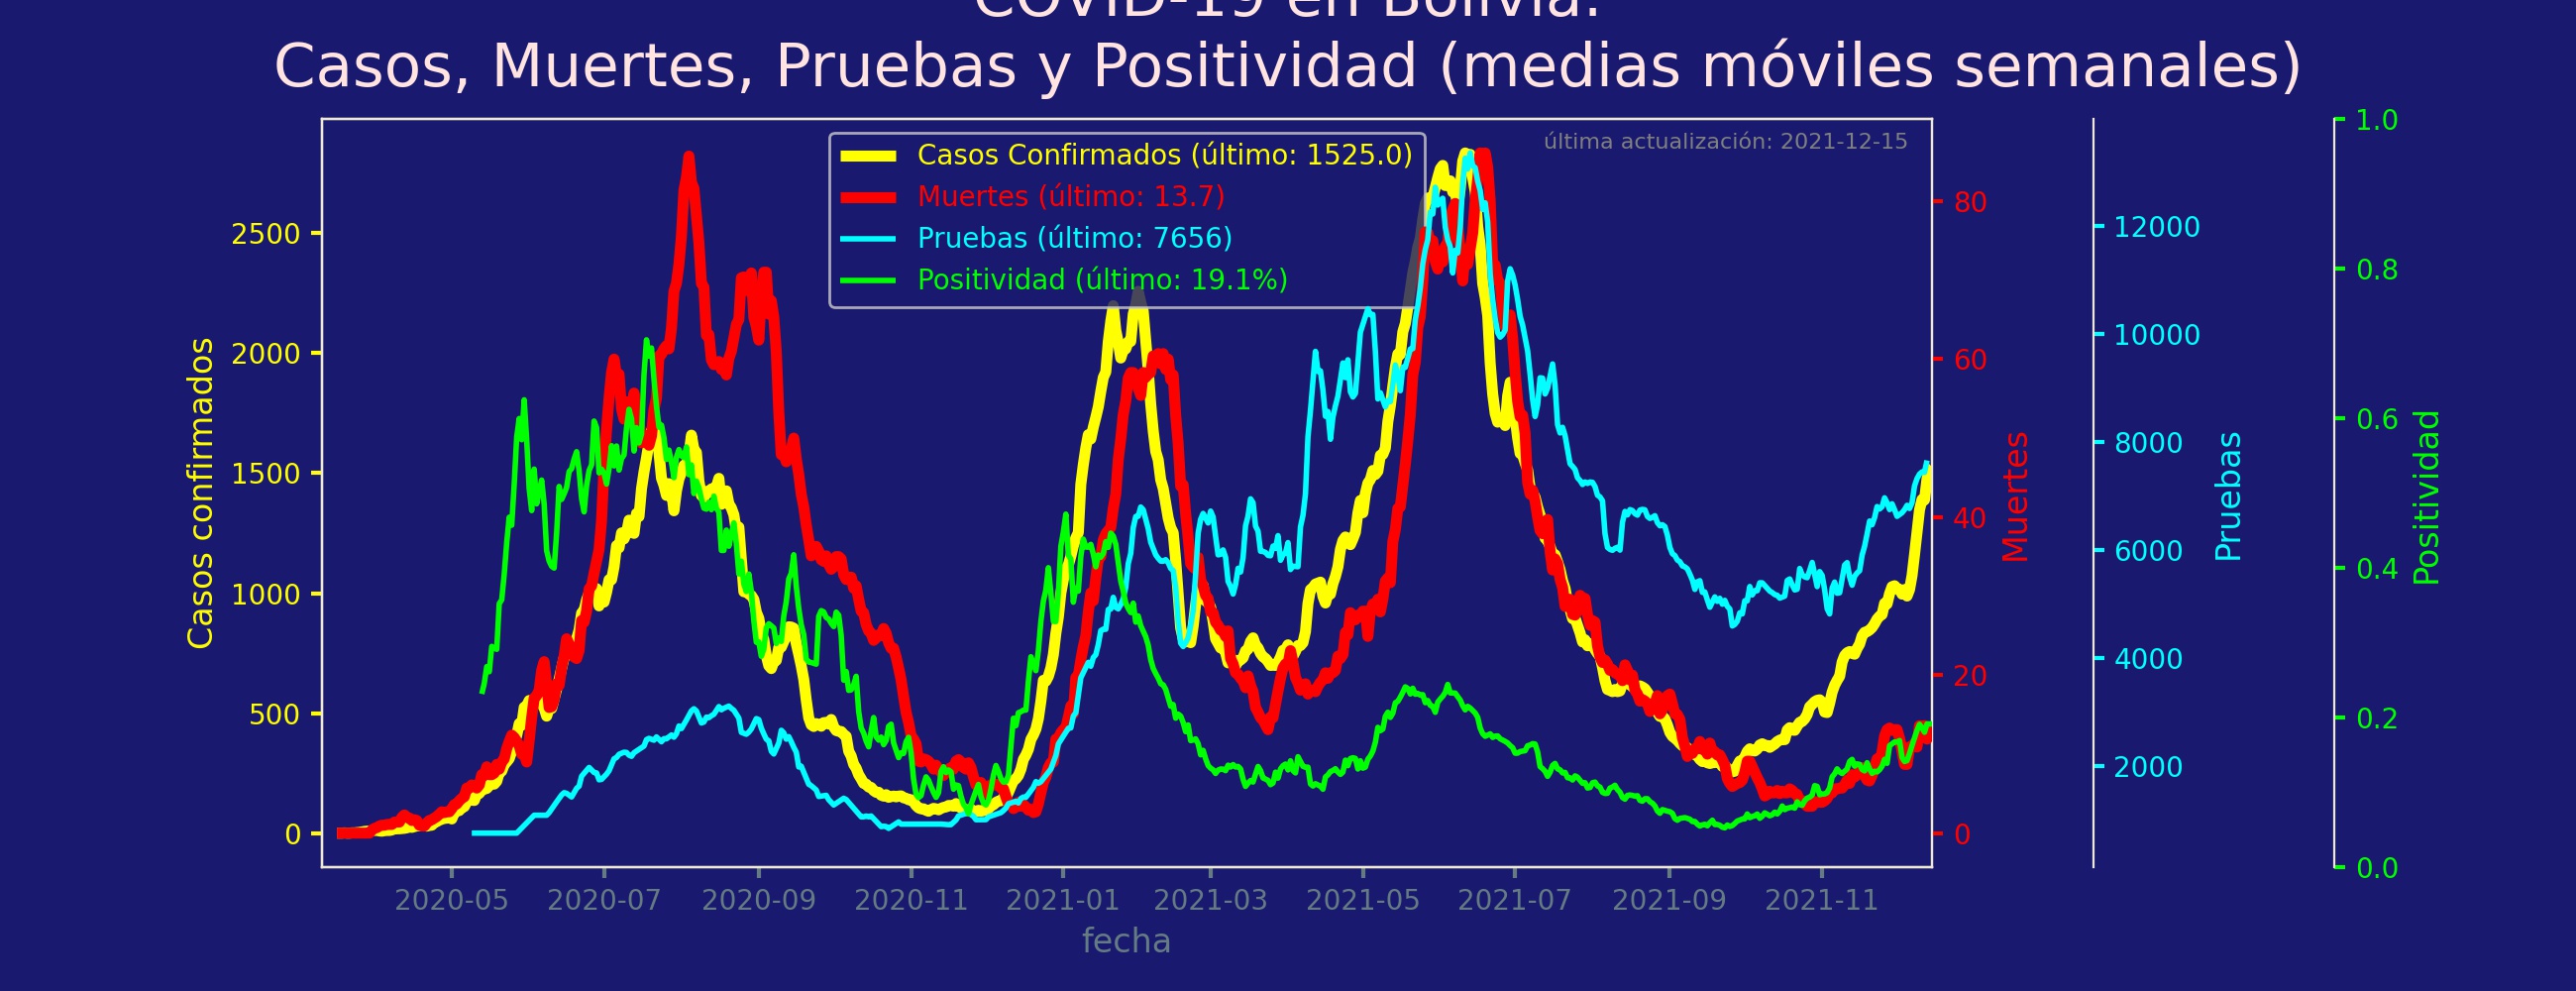 COVID-19 en Bolivia:
Casos, Muertes, Pruebas y Positividad (medias móviles semanales)
última actualización: 2021-12-15
Casos Confirmados (último: 1525.0)
Muertes (último: 13.7)
Pruebas (último: 7656)
Positividad (último: 19.1%)
Casos confirmados
2500
2000
1500
1000
500
0
80
60
40
20
0
Muertes
12000
10000
8000
6000
4000
2000
Pruebas
1.0
0.8
0.6
0.4
0.2
0.0
Positividad
2020-05 2020-07 2020-09 2020-11 2021-01 2021-03 2021-05 2021-07 2021-09 2021-11
fecha